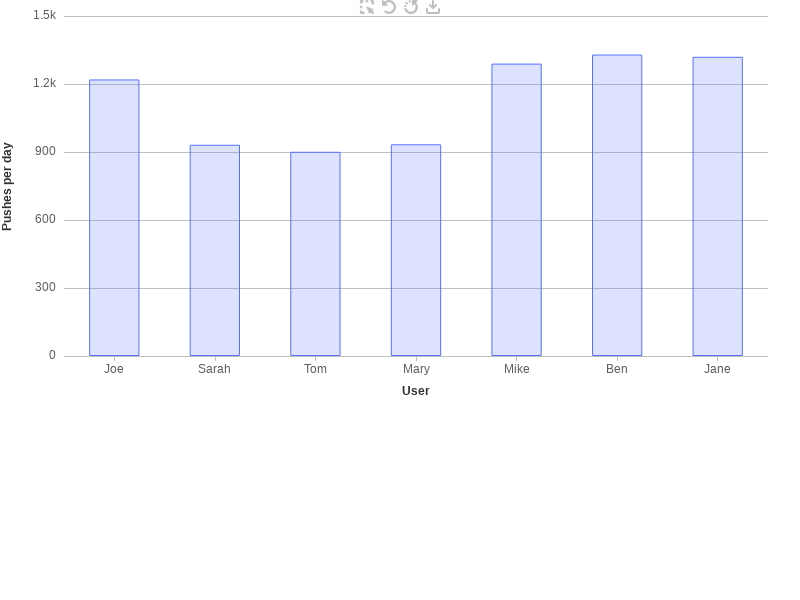 1.5k
1.2k
900
600
300
0
Pushes per day
Joe Sarah Tom Mary Mike Ben Jane
User